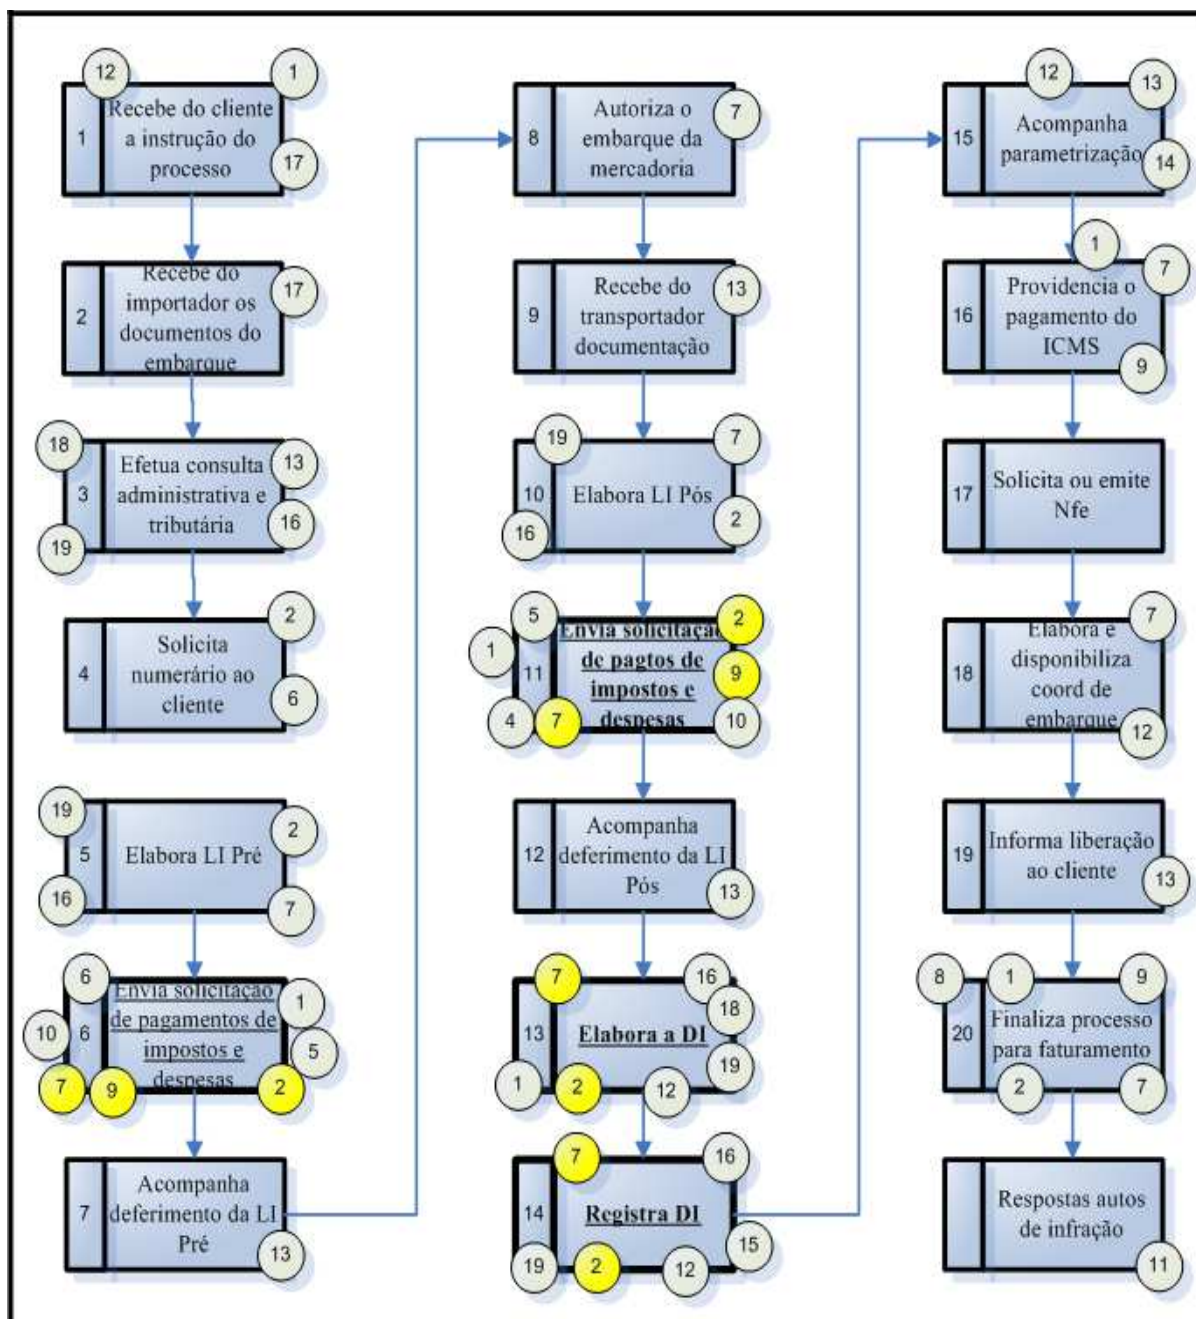 12
1
1
Recebe do cliente
a instrução do
processo
17
2
Recebe do
importador os
documentos do
embarque
17
18
3
19
Efetua consulta
administrativa e
tributária
13
16
4
Solicita
numerário ao
cliente
2
6
19
5
16
Elabora LI Pré
2
7
6
10
6
7
9
Envia solicitação
de pagamentos de
impostos e
despesas
1
5
2
7
Acompanha
deferimento da LI
Pré
13
8
Autoriza o
embarque da
mercadoria
7
9
Recebe do
transportador
documentação
13
19
7
10
Elabora LI Pós
16
2
5
1
11
4
7
Envia solicitação
de pagtos de
impostos e
despesas
2
9
10
12
Acompanha
deferimento da LI
Pós
13
7
16
18
13
Elabora a DI
19
1
2
12
7
16
14
Registra DI
15
19
2
12
12
13
15
Acompanha
parametrização
14
1
7
16
Providencia o
pagamento do
ICMS
9
17
Solicita ou emite
Nfe
7
18
Elabora e
disponibiliza
coord de
embarque
12
19
Informa liberação
ao cliente
13
8
1
9
20
Finaliza processo
para faturamento
2
7
Respostas autos
de infração
11